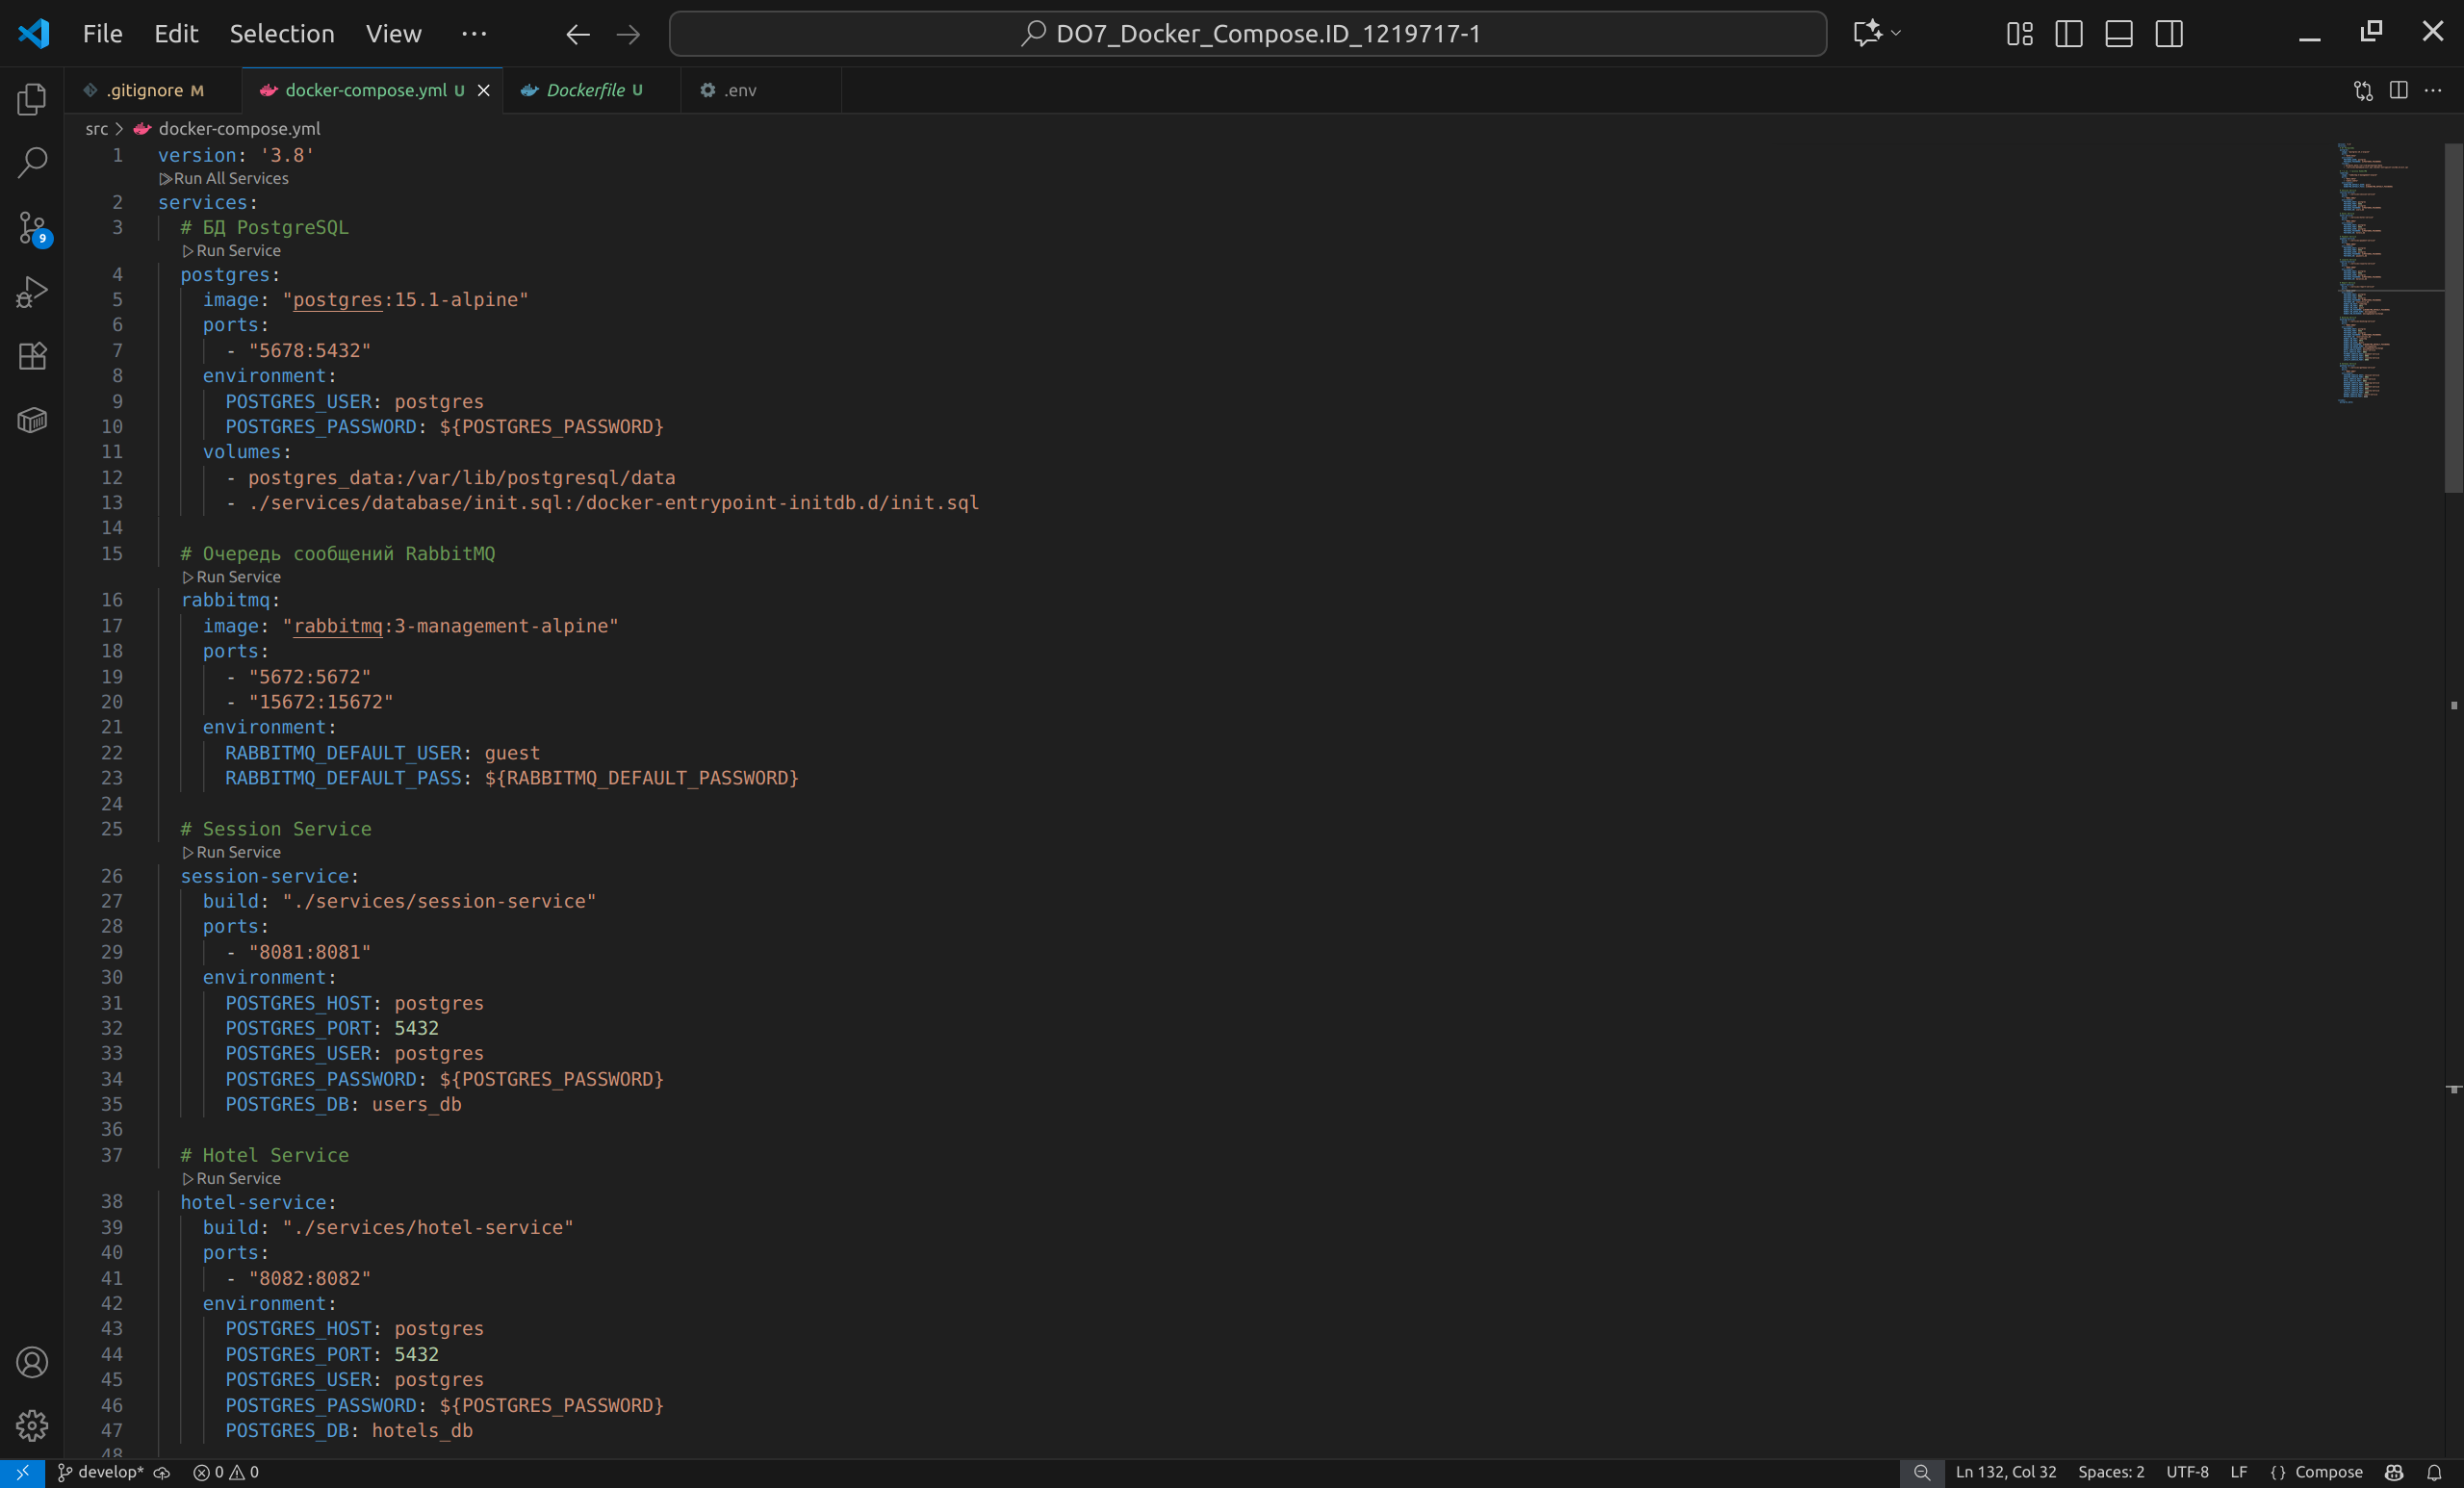 File Edit Selection View ··· DO7_Docker_Compose.ID_1219717-1
.gitignore M docker-compose.yml U Dockerfile U .env
src > docker-compose.yml
1 version: '3.8'
Run All Services
2 services:
3 # БД PostgreSQL
Run Service
4 postgres:
5 image: "postgres:15.1-alpine"
6 ports:
7 - "5678:5432"
8 environment:
9 POSTGRES_USER: postgres
10 POSTGRES_PASSWORD: ${POSTGRES_PASSWORD}
11 volumes:
12 - postgres_data:/var/lib/postgresql/data
13 - ./services/database/init.sql:/docker-entrypoint-initdb.d/init.sql
14
15 # Очередь сообщений RabbitMQ
Run Service
16 rabbitmq:
17 image: "rabbitmq:3-management-alpine"
18 ports:
19 - "5672:5672"
20 - "15672:15672"
21 environment:
22 RABBITMQ_DEFAULT_USER: guest
23 RABBITMQ_DEFAULT_PASS: ${RABBITMQ_DEFAULT_PASSWORD}
24
25 # Session Service
Run Service
26 session-service:
27 build: "./services/session-service"
28 ports:
29 - "8081:8081"
30 environment:
31 POSTGRES_HOST: postgres
32 POSTGRES_PORT: 5432
33 POSTGRES_USER: postgres
34 POSTGRES_PASSWORD: ${POSTGRES_PASSWORD}
35 POSTGRES_DB: users_db
36
37 # Hotel Service
Run Service
38 hotel-service:
39 build: "./services/hotel-service"
40 ports:
41 - "8082:8082"
42 environment:
43 POSTGRES_HOST: postgres
44 POSTGRES_PORT: 5432
45 POSTGRES_USER: postgres
46 POSTGRES_PASSWORD: ${POSTGRES_PASSWORD}
47 POSTGRES_DB: hotels_db
48
9
develop* 0 0 Ln 132, Col 32 Spaces: 2 UTF-8 LF {} Compose